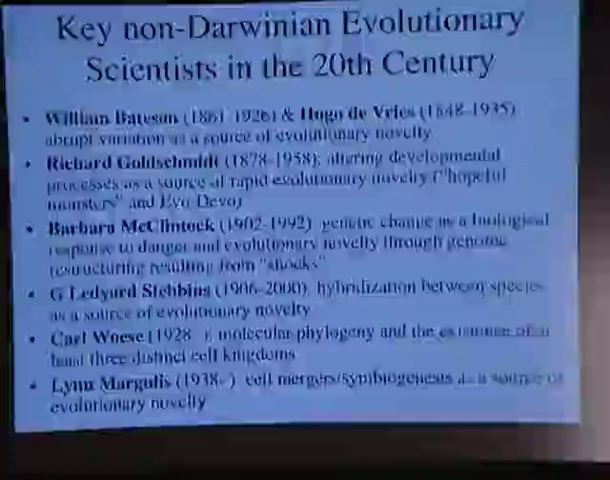 Key non-Darwinian Evolutionary
Scientists in the 20th Century
• William Bateson (1861-1926) & Hugo de Vries (1848-1935)
abrupt variation as a source of evolutionary novelty
• Richard Goldschmidt (1878-1958): altering developmental
processes as a source of rapid evolutionary novelty ("hopeful
monsters" and Evo Devo)
• Barbara McClintock (1902-1992) genetic change as a biological
response to danger and evolutionary novelty through genome
restructuring resulting from "shocks"
• G Ledyard Stebbins (1906-2000) hybridization between species
as a source of evolutionary novelty
• Carl Woese (1928- ): molecular phylogeny and the existence of at
least three distinct cell kingdoms
• Lynn Margulis (1938- ) cell mergers/symbiogenesis as a source of
evolutionary novelty